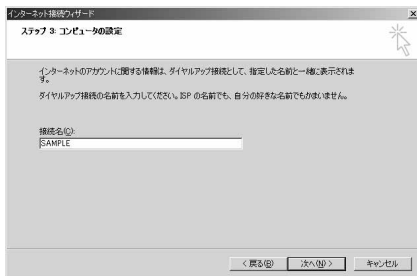 インターネット接続ウィザード
ステップ 3: コンピュータの設定
インターネットのアカウントに関する情報は、ダイヤルアップ接続として、指定した名前と一緒に表示されま
す。
ダイヤルアップ接続の名前を入力してください。ISP の名前でも、自分の好きな名前でもかまいません。
接続名(C):
SAMPLE
< 戻る(B)
次へ(N) >
キャンセル